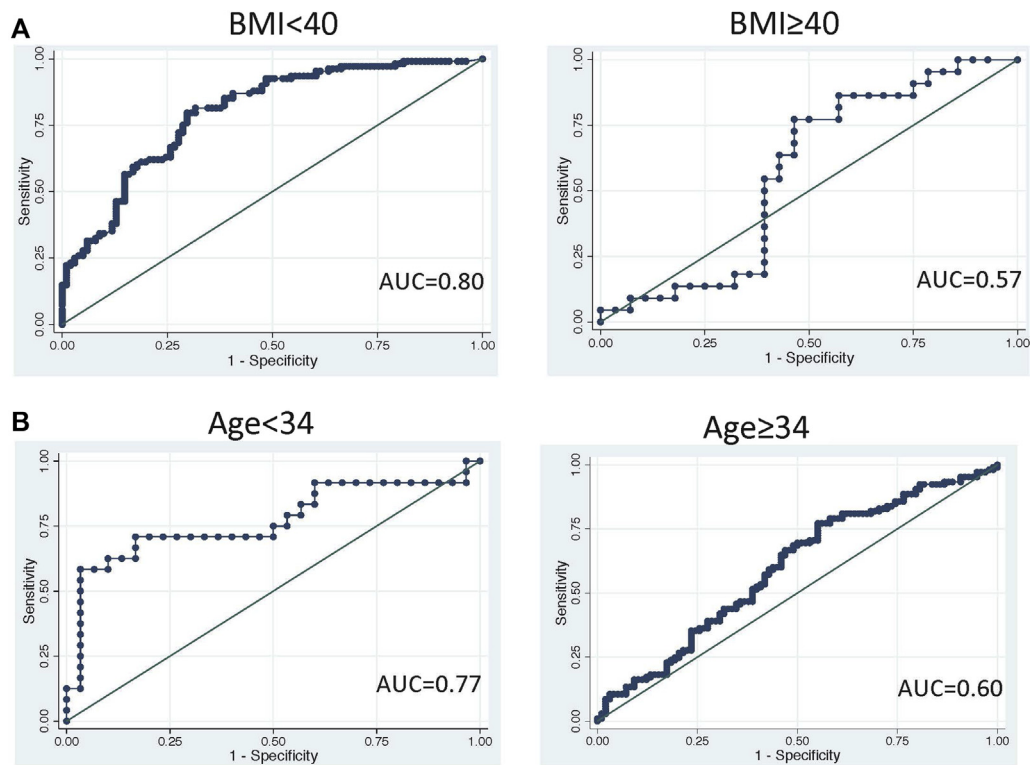 A
BMI<40
Sensitivity
1.00
0.75
0.50
0.25
0.00
AUC=0.80
0.00 0.25 0.50 0.75 1.00
1 - Specificity
BMI≥40
Sensitivity
1.00
0.75
0.50
0.25
0.00
AUC=0.57
0.00 0.25 0.50 0.75 1.00
1 - Specificity
B
Age<34
Sensitivity
1.00
0.75
0.50
0.25
0.00
AUC=0.77
0.00 0.25 0.50 0.75 1.00
1 - Specificity
Age≥34
Sensitivity
1.00
0.75
0.50
0.25
0.00
AUC=0.60
0.00 0.25 0.50 0.75 1.00
1 - Specificity